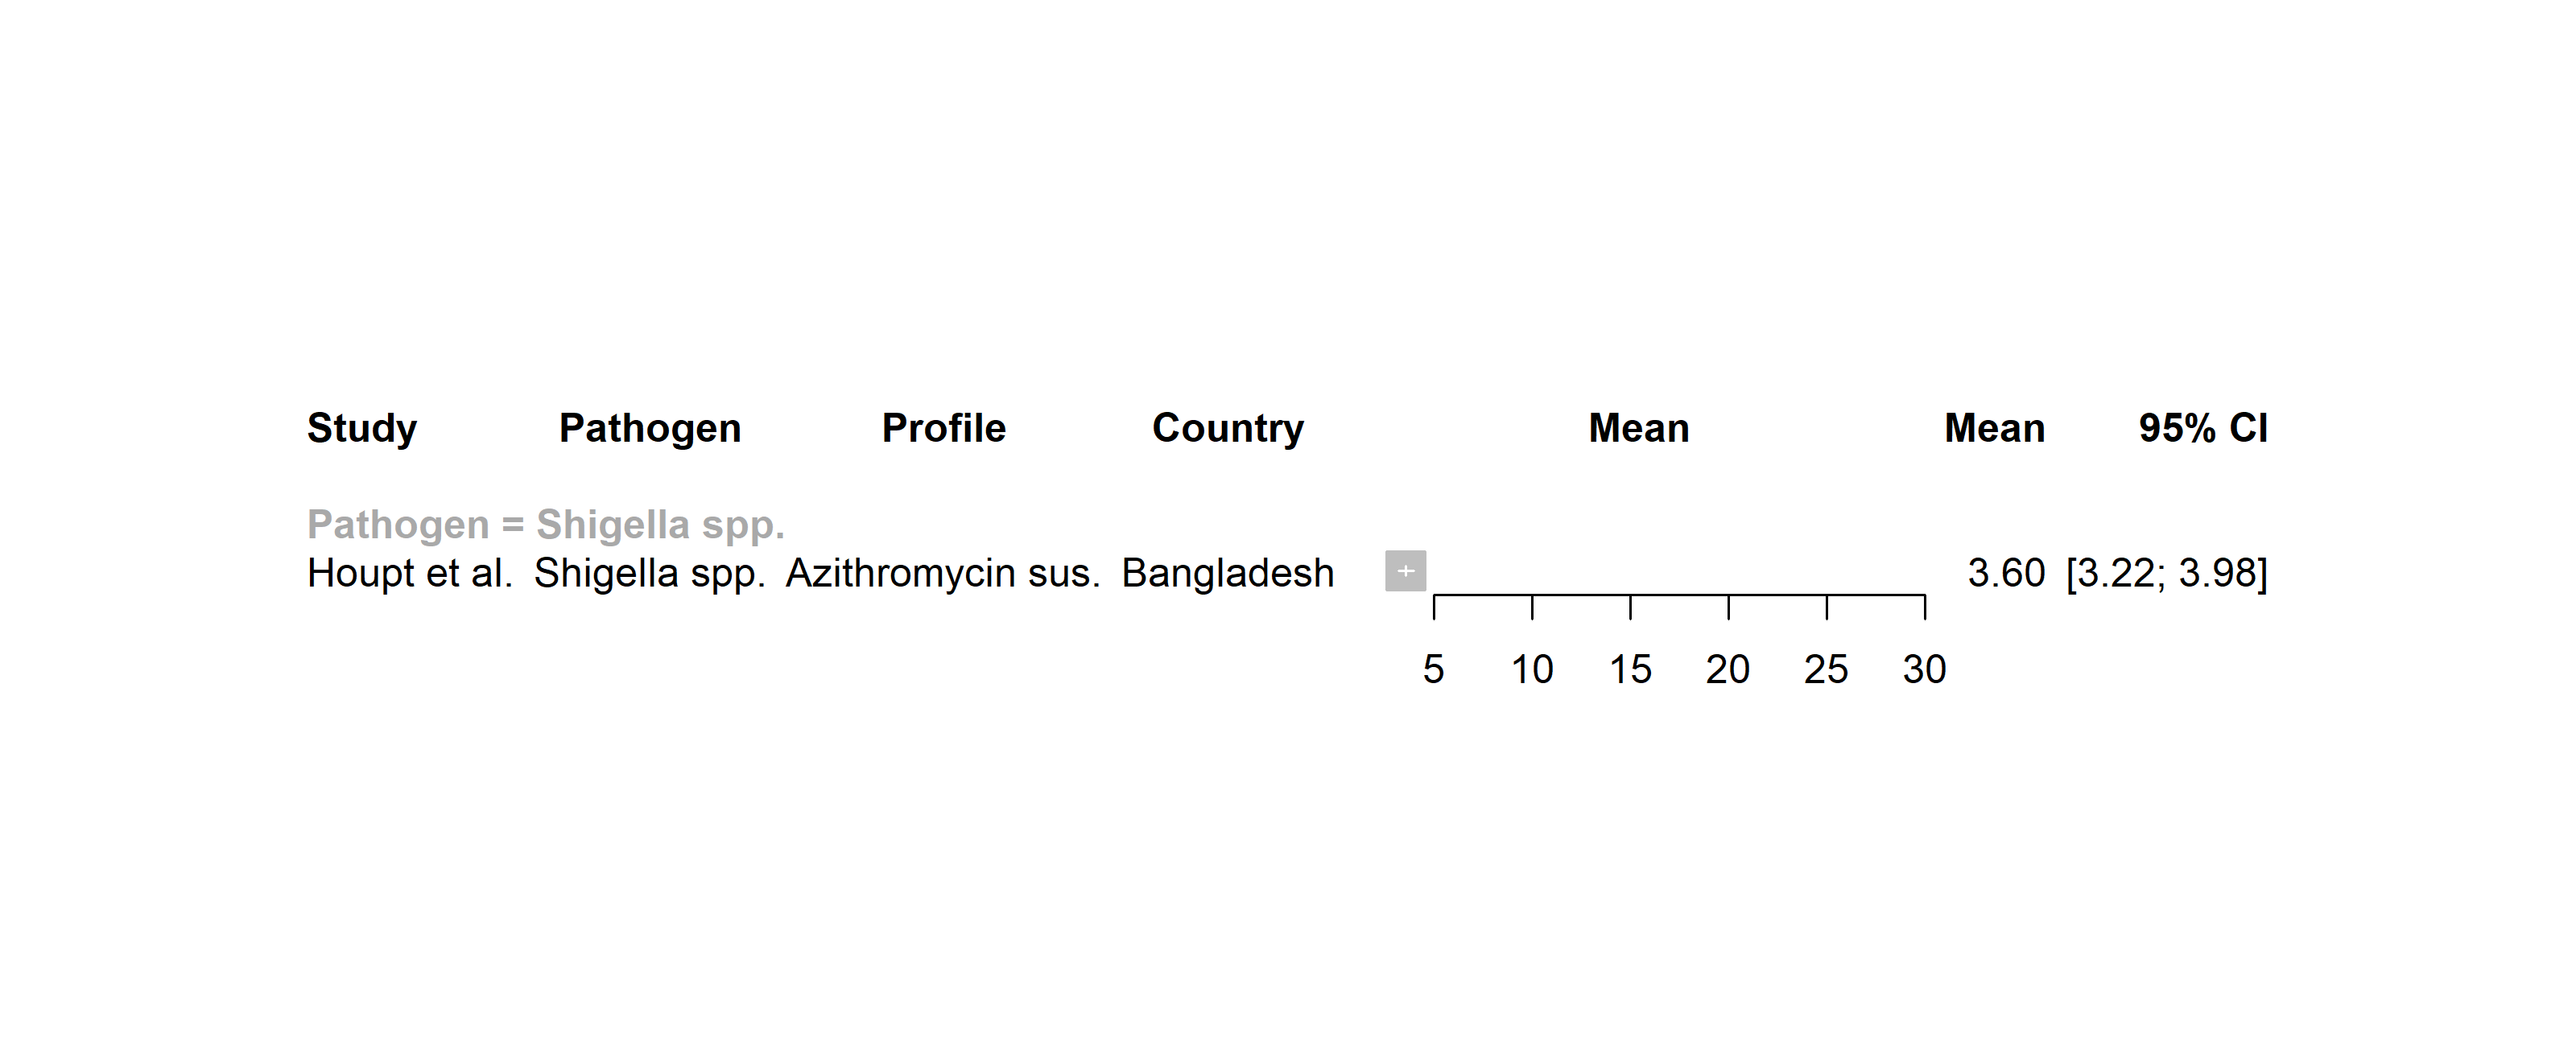 Study Pathogen Profile Country Mean Mean 95% CI
Pathogen = Shigella spp.
Houpt et al. Shigella spp. Azithromycin sus. Bangladesh 3.60 [3.22; 3.98]
5 10 15 20 25 30